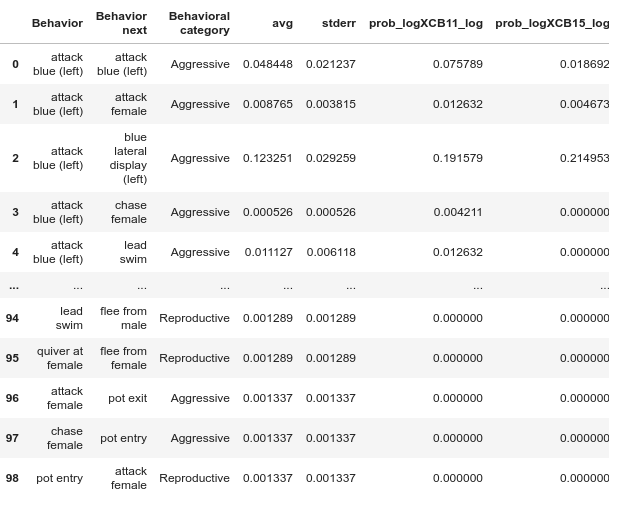 Behavior Behavior next Behavioral category avg stderr prob_logXCB11_log prob_logXCB15_log
0 attack blue (left) attack blue (left) Aggressive 0.048448 0.021237 0.075789 0.018692
1 attack blue (left) attack female Aggressive 0.008765 0.003815 0.012632 0.004673
2 attack blue (left) blue lateral display (left) Aggressive 0.123251 0.029259 0.191579 0.214953
3 attack blue (left) chase female Aggressive 0.000526 0.000526 0.004211 0.000000
4 attack blue (left) lead swim Aggressive 0.011127 0.006118 0.012632 0.000000
... ... ... ... ... ... ... ...
94 lead swim flee from male Reproductive 0.001289 0.001289 0.000000 0.000000
95 quiver at female flee from female Reproductive 0.001289 0.001289 0.000000 0.000000
96 attack female pot exit Aggressive 0.001337 0.001337 0.000000 0.000000
97 chase female pot entry Aggressive 0.001337 0.001337 0.000000 0.000000
98 pot entry attack female Reproductive 0.001337 0.001337 0.000000 0.000000